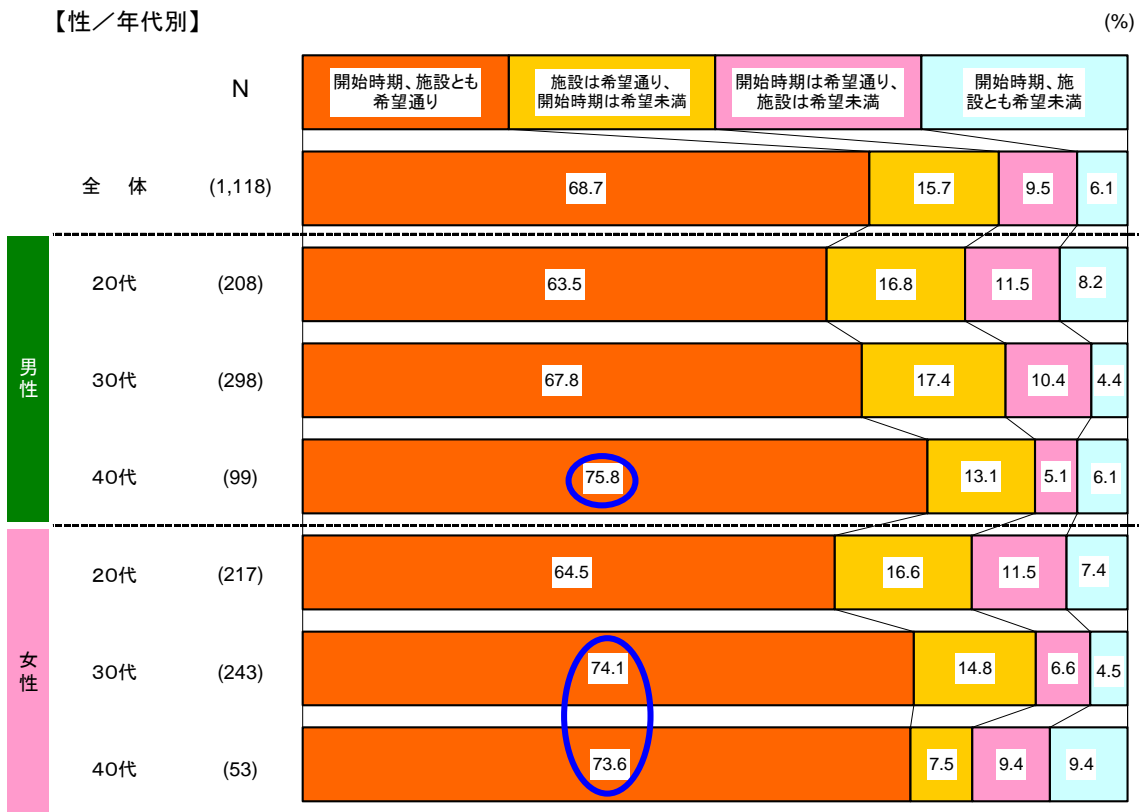 【性／年代別】
(%)
N
開始時期、施設とも
希望通り
施設は希望通り、
開始時期は希望未満
開始時期は希望通り、
施設は希望未満
開始時期、施
設とも希望未満
全 体 (1,118) 68.7 15.7 9.5 6.1
男性
20代 (208) 63.5 16.8 11.5 8.2
30代 (298) 67.8 17.4 10.4 4.4
40代 (99) 75.8 13.1 5.1 6.1
女性
20代 (217) 64.5 16.6 11.5 7.4
30代 (243) 74.1 14.8 6.6 4.5
40代 (53) 73.6 7.5 9.4 9.4